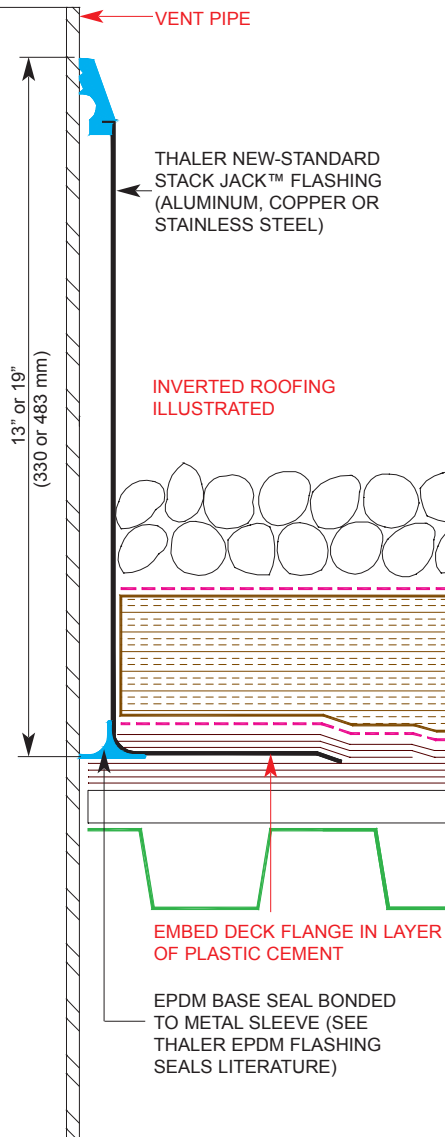 VENT PIPE
THALER NEW-STANDARD
STACK JACK™ FLASHING
(ALUMINUM, COPPER OR
STAINLESS STEEL)
13” or 19”
(330 or 483 mm)
INVERTED ROOFING
ILLUSTRATED
EMBED DECK FLANGE IN LAYER
OF PLASTIC CEMENT
EPDM BASE SEAL BONDED
TO METAL SLEEVE (SEE
THALER EPDM FLASHING
SEALS LITERATURE)